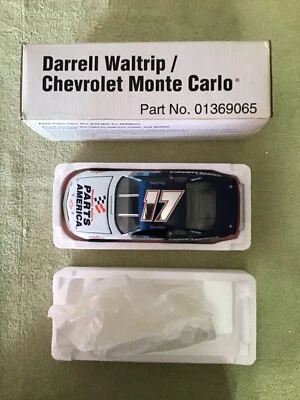 Darrell Waltrip /
Chevrolet Monte Carlo®
Part No. 01369065
PARTS
AMERICA
17